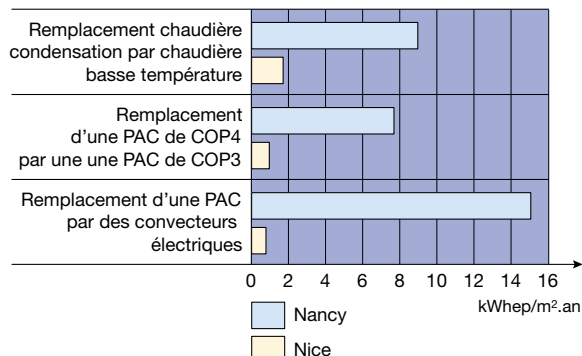 Remplacement chaudière
condensation par chaudière
basse température
Remplacement
d'une PAC de COP4
par une une PAC de COP3
Remplacement d'une PAC
par des convecteurs
électriques
0 2 4 6 8 10 12 14 16
kWhep/m².an
Nancy
Nice